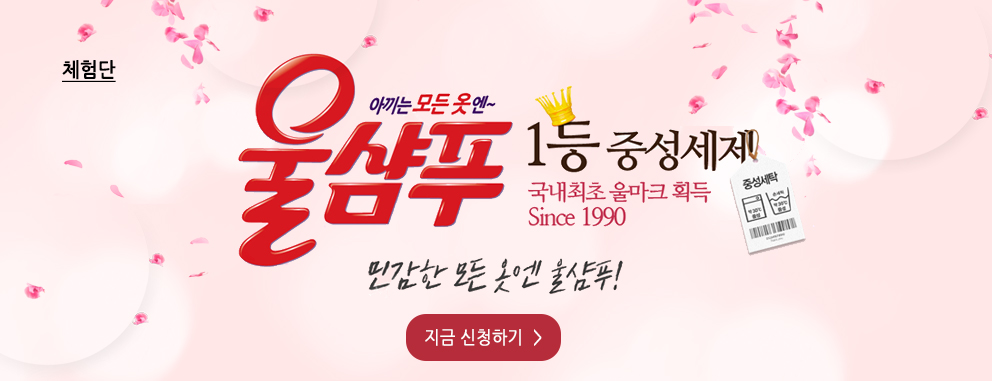 체험단
아끼는 모든 옷엔~
울샴푸
1등 중성세제!
국내최초 울마크 획득
Since 1990
중성세탁
민감한 모든 옷엔 울샴푸!
지금 신청하기 >